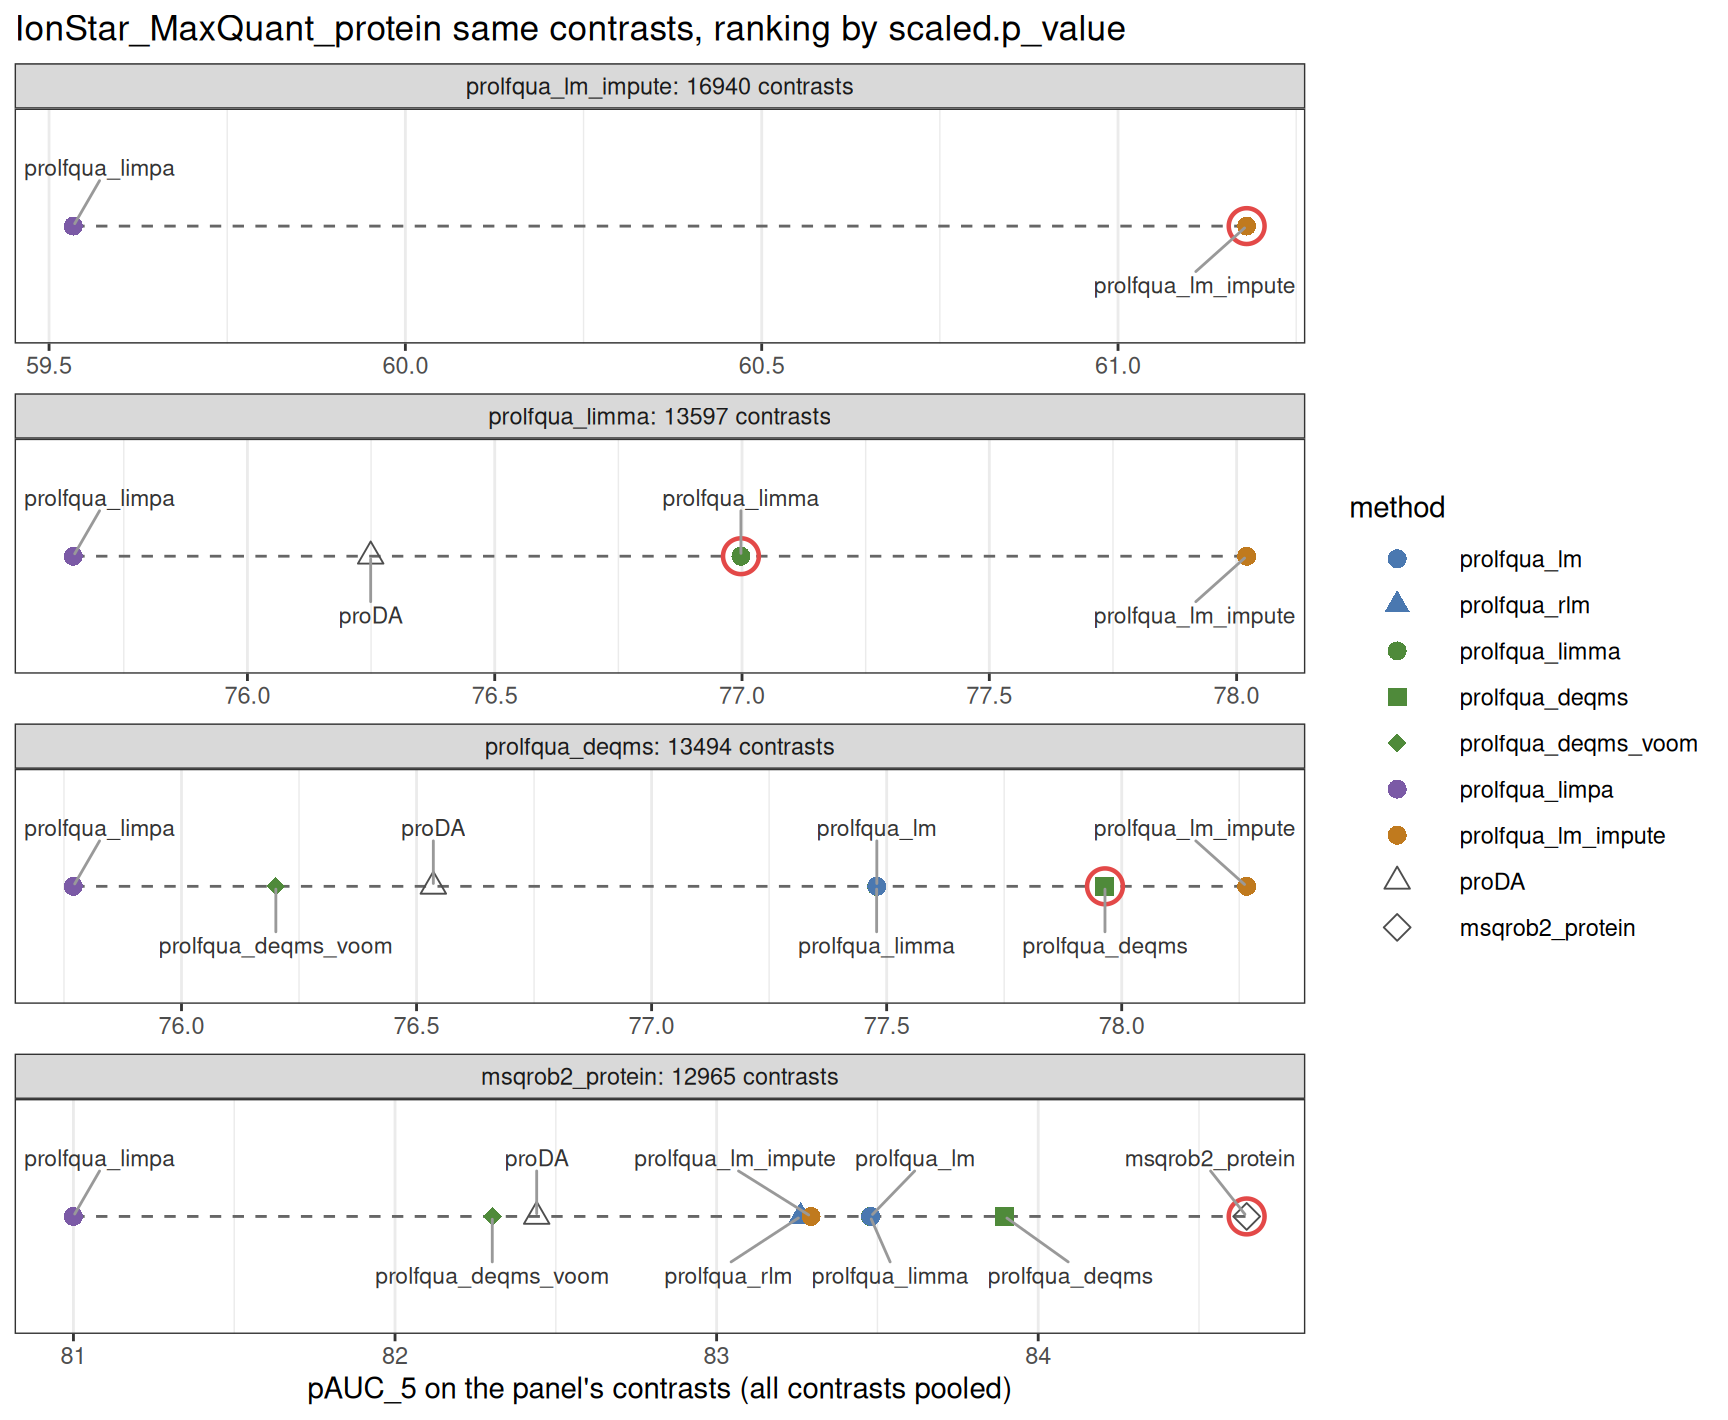 IonStar_MaxQuant_protein same contrasts, ranking by scaled.p_value
prolfqua_lm_impute: 16940 contrasts
prolfqua_limpa
prolfqua_lm_impute
59.5 60.0 60.5 61.0
prolfqua_limma: 13597 contrasts
prolfqua_limpa prolfqua_limma
proDA prolfqua_lm_impute
76.0 76.5 77.0 77.5 78.0
prolfqua_deqms: 13494 contrasts
prolfqua_limpa proDA prolfqua_lm prolfqua_lm_impute
prolfqua_deqms_voom prolfqua_limma prolfqua_deqms
76.0 76.5 77.0 77.5 78.0
msqrob2_protein: 12965 contrasts
prolfqua_limpa proDA prolfqua_lm_impute prolfqua_lm msqrob2_protein
prolfqua_deqms_voom prolfqua_rlm prolfqua_limma prolfqua_deqms
81 82 83 84
pAUC_5 on the panel's contrasts (all contrasts pooled)
method
prolfqua_lm
prolfqua_rlm
prolfqua_limma
prolfqua_deqms
prolfqua_deqms_voom
prolfqua_limpa
prolfqua_lm_impute
proDA
msqrob2_protein